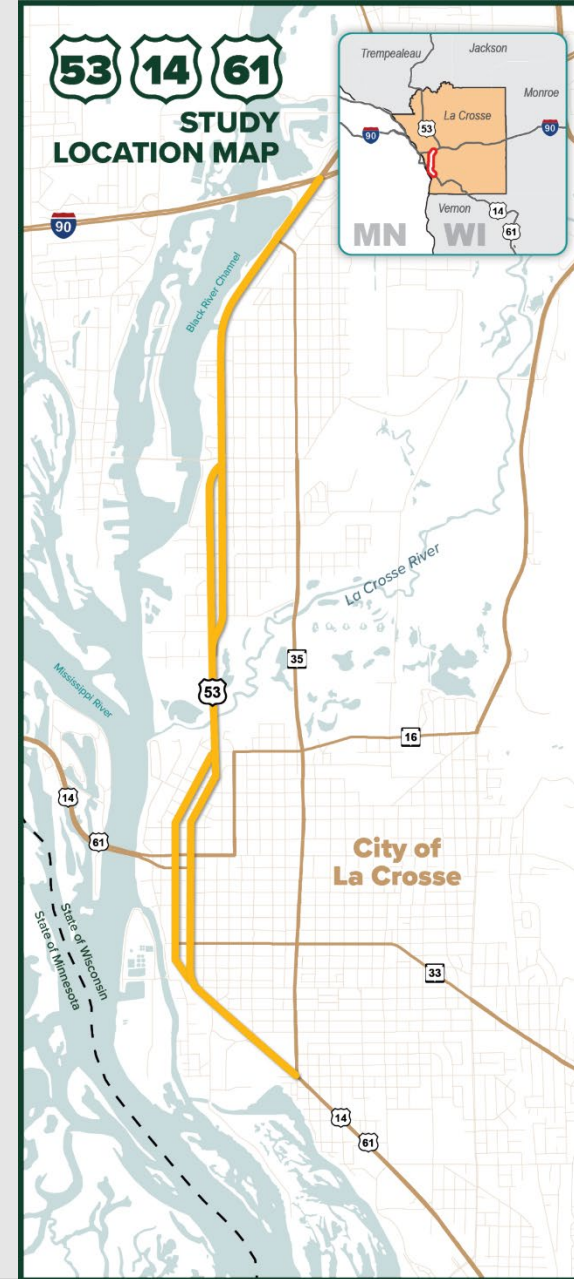 53 14 61
STUDY
LOCATION MAP
Trempealeau
Jackson
Monroe
La Crosse
53
90
90
Vernon
14
61
MN WI
90
Black River Channel
La Crosse River
35
53
Mississippi River
16
14
61
City of
La Crosse
State of Wisconsin
State of Minnesota
33
14
61